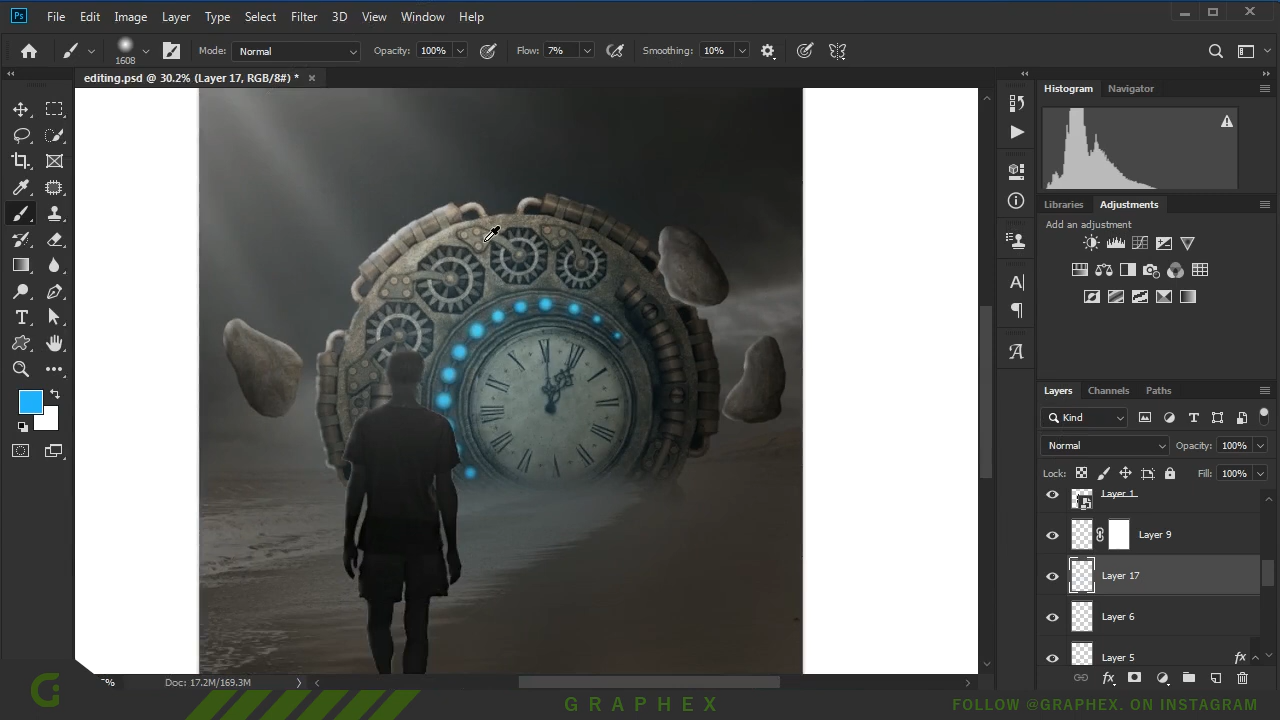 Ps File Edit Image Layer Type Select Filter 3D View Window Help
1608 Mode: Normal Opacity: 100% Flow: 7% Smoothing: 10%
editing.psd @ 30.2% (Layer 17, RGB/8#) *
Histogram Navigator
Libraries Adjustments
Add an adjustment
Layers Channels Paths
Kind
Normal Opacity: 100%
Lock: Fill: 100%
Layer 1
Layer 9
Layer 17
Layer 6
Layer 5 fx
Doc: 17.2M/169.3M
GRAPHEX
FOLLOW @GRAPHEX. ON INSTAGRAM